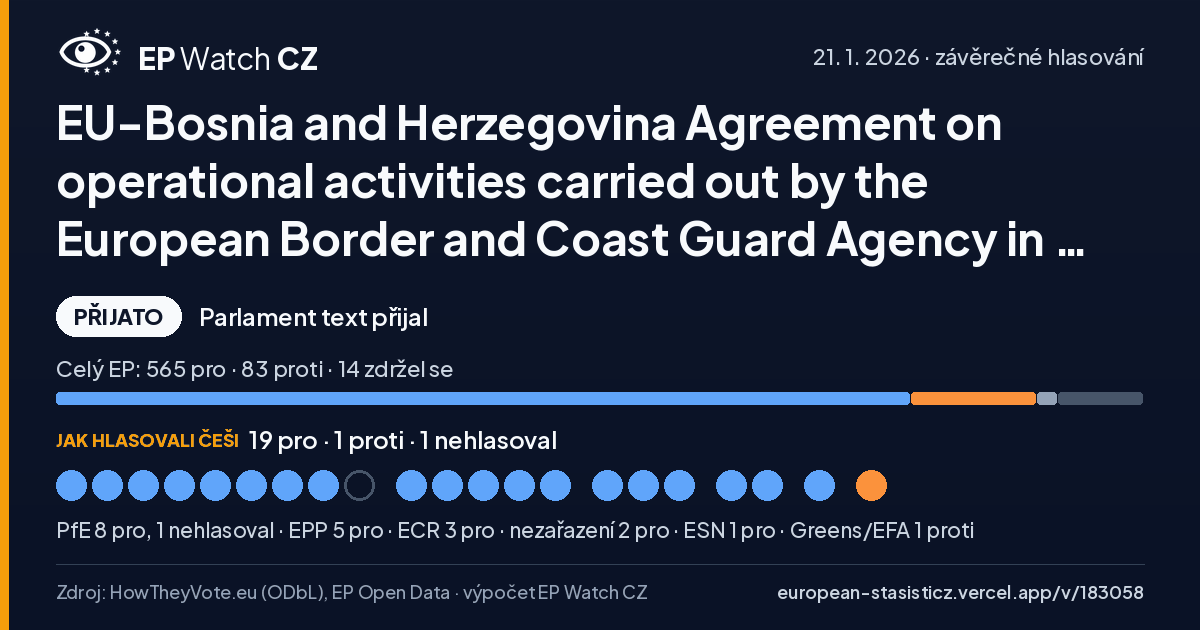 EP Watch CZ
21. 1. 2026 · závěrečné hlasování
EU–Bosnia and Herzegovina Agreement on
operational activities carried out by the
European Border and Coast Guard Agency in …
PŘIJATO Parlament text přijal
Celý EP: 565 pro · 83 proti · 14 zdržel se
JAK HLASOVALI ČEŠI 19 pro · 1 proti · 1 nehlasoval
PfE 8 pro, 1 nehlasoval · EPP 5 pro · ECR 3 pro · nezařazení 2 pro · ESN 1 pro · Greens/EFA 1 proti
Zdroj: HowTheyVote.eu (ODbL), EP Open Data · výpočet EP Watch CZ
european-stasisticz.vercel.app/v/183058